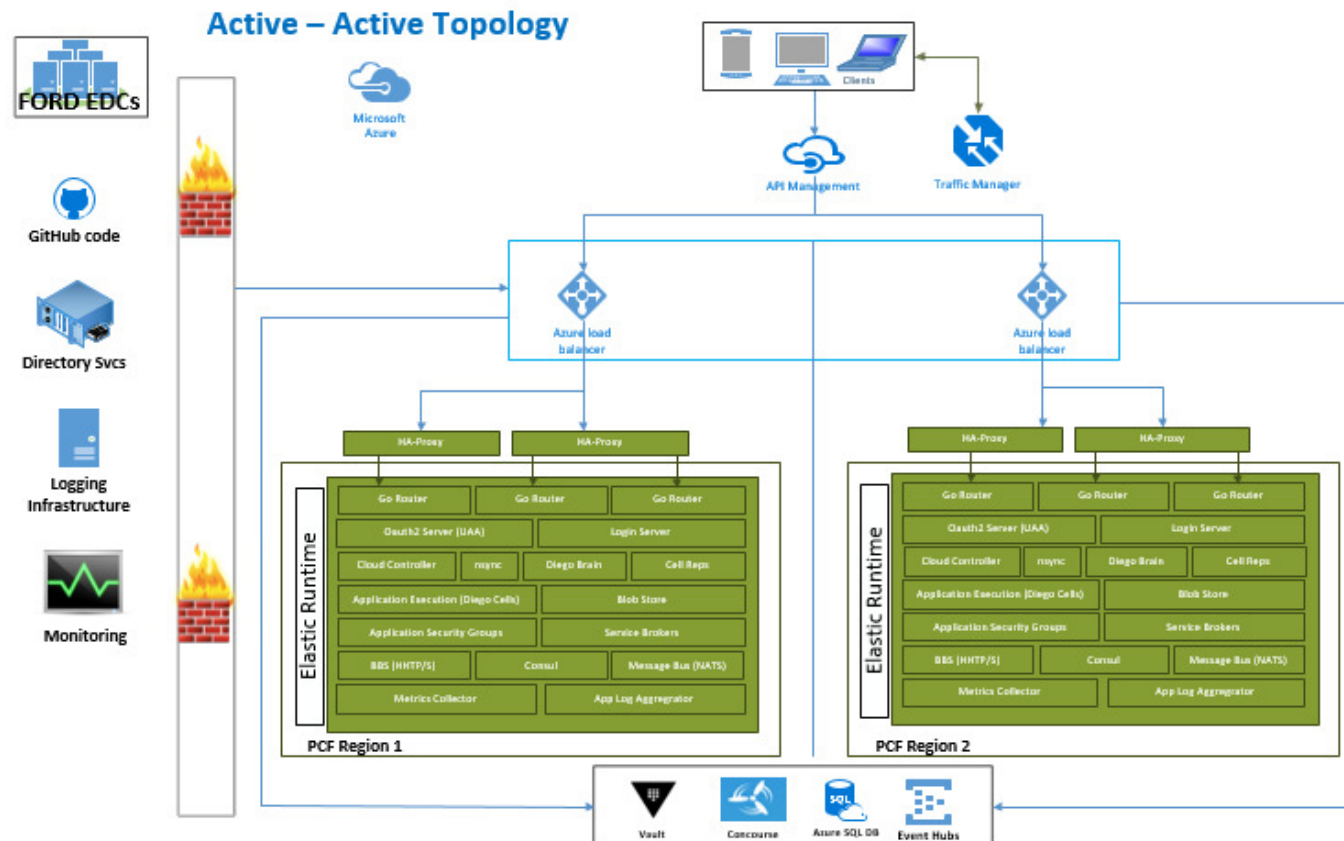 Active – Active Topology
FORD EDCs
Clients
Microsoft
Azure
API Management
Traffic Manager
GitHub code
Directory Svcs
Logging
Infrastructure
Monitoring
Azure load
balancer
Azure load
balancer
HA-Proxy
HA-Proxy
Elastic Runtime
Go Router
Go Router
Go Router
Oauth2 Server (UAA)
Login Server
Cloud Controller
nsync
Diego Brain
Cell Reps
Application Execution (Diego Cells)
Blob Store
Application Security Groups
Service Brokers
BBS (HHTP/S)
Consul
Message Bus (NATS)
Metrics Collector
App Log Aggregrator
PCF Region 1
HA-Proxy
HA-Proxy
Elastic Runtime
Go Router
Go Router
Go Router
Oauth2 Server (UAA)
Login Server
Cloud Controller
nsync
Diego Brain
Cell Reps
Application Execution (Diego Cells)
Blob Store
Application Security Groups
Service Brokers
BBS (HHTP/S)
Consul
Message Bus (NATS)
Metrics Collector
App Log Aggregrator
PCF Region 2
Vault
Concourse
SQL
Azure SQL DB
Event Hubs